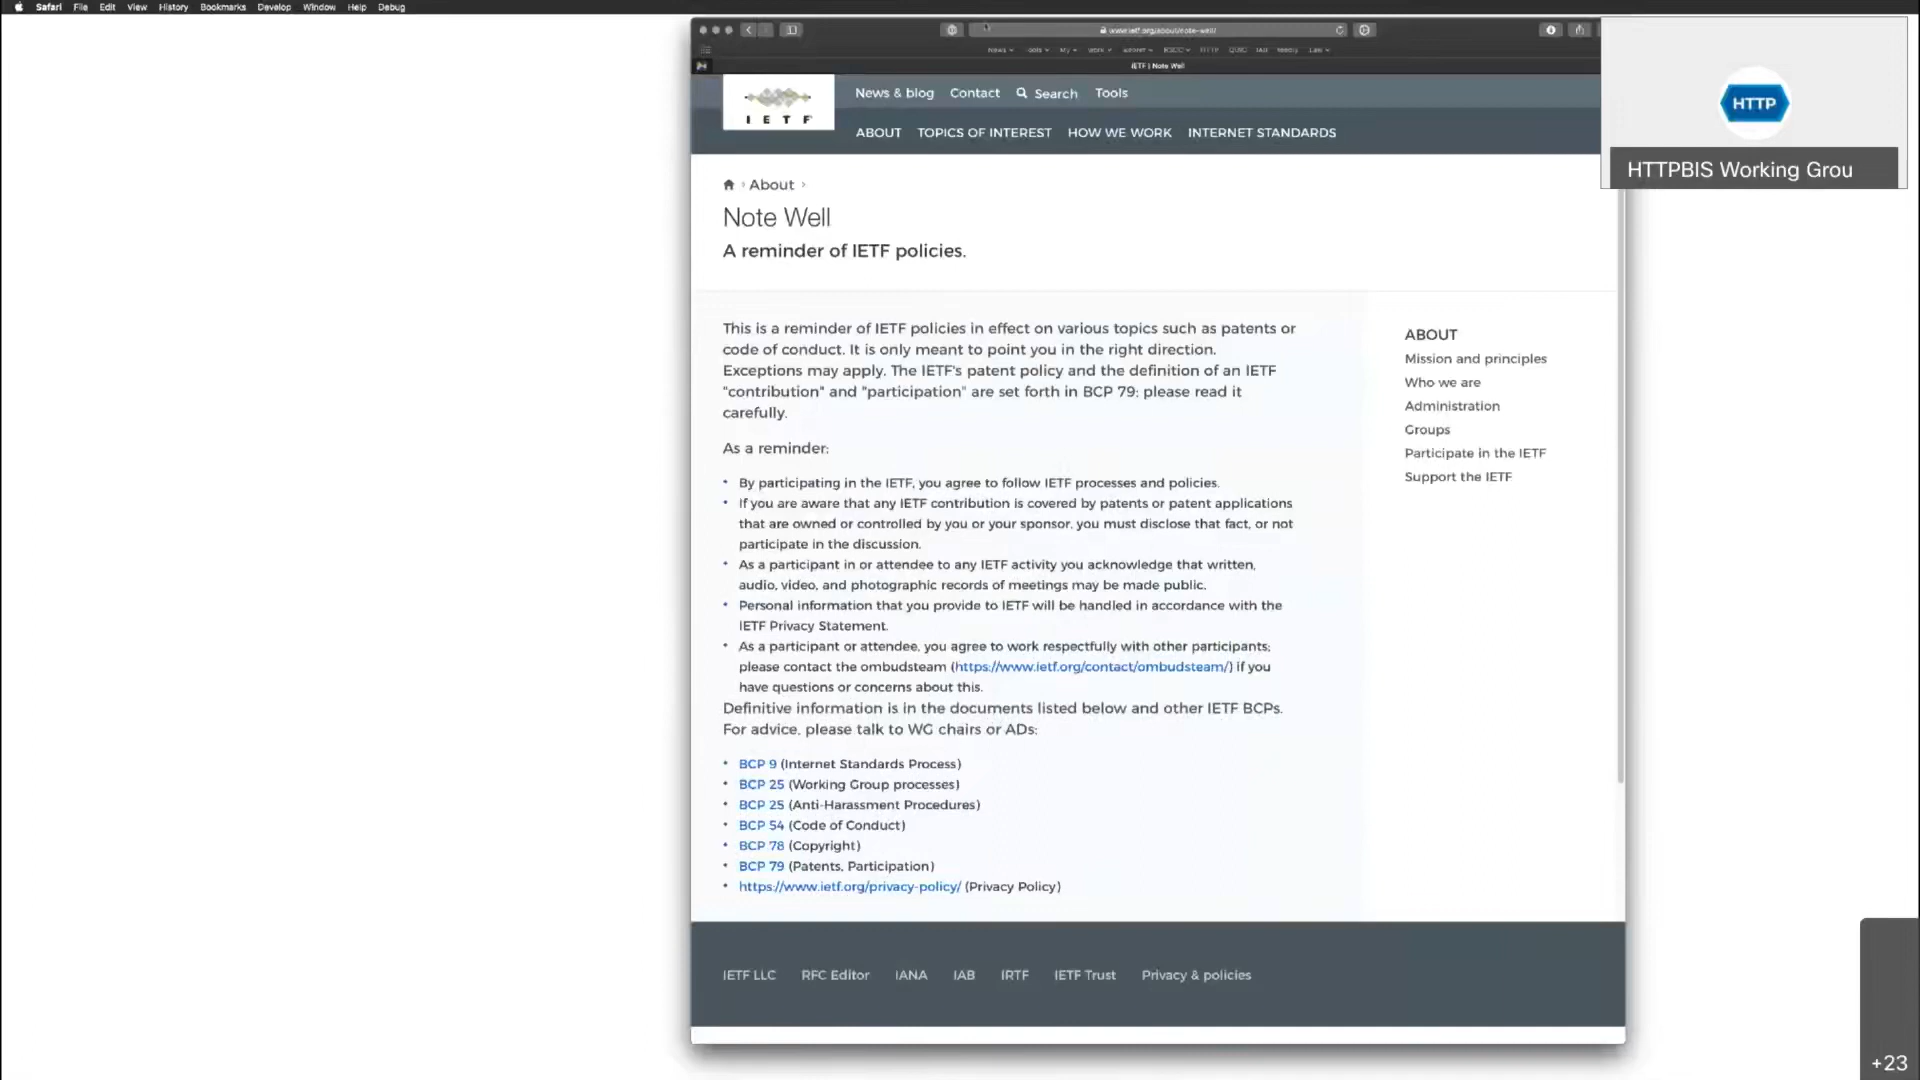 Safari File Edit View History Bookmarks Develop Window Help Debug
www.ietf.org/about/note-well/
IETF | Note Well
IETF
News & blog Contact Search Tools
ABOUT TOPICS OF INTEREST HOW WE WORK INTERNET STANDARDS
HTTP
HTTPBIS Working Grou
About
Note Well
A reminder of IETF policies.
This is a reminder of IETF policies in effect on various topics such as patents or
code of conduct. It is only meant to point you in the right direction.
Exceptions may apply. The IETF's patent policy and the definition of an IETF
"contribution" and "participation" are set forth in BCP 79; please read it
carefully.
As a reminder:
• By participating in the IETF, you agree to follow IETF processes and policies.
• If you are aware that any IETF contribution is covered by patents or patent applications
that are owned or controlled by you or your sponsor, you must disclose that fact, or not
participate in the discussion.
• As a participant in or attendee to any IETF activity you acknowledge that written,
audio, video, and photographic records of meetings may be made public.
• Personal information that you provide to IETF will be handled in accordance with the
IETF Privacy Statement.
• As a participant or attendee, you agree to work respectfully with other participants;
please contact the ombudsteam (https://www.ietf.org/contact/ombudsteam/) if you
have questions or concerns about this.
Definitive information is in the documents listed below and other IETF BCPs.
For advice, please talk to WG chairs or ADs:
• BCP 9 (Internet Standards Process)
• BCP 25 (Working Group processes)
• BCP 25 (Anti-Harassment Procedures)
• BCP 54 (Code of Conduct)
• BCP 78 (Copyright)
• BCP 79 (Patents, Participation)
• https://www.ietf.org/privacy-policy/ (Privacy Policy)
ABOUT
Mission and principles
Who we are
Administration
Groups
Participate in the IETF
Support the IETF
IETF LLC RFC Editor IANA IAB IRTF IETF Trust Privacy & policies
+23